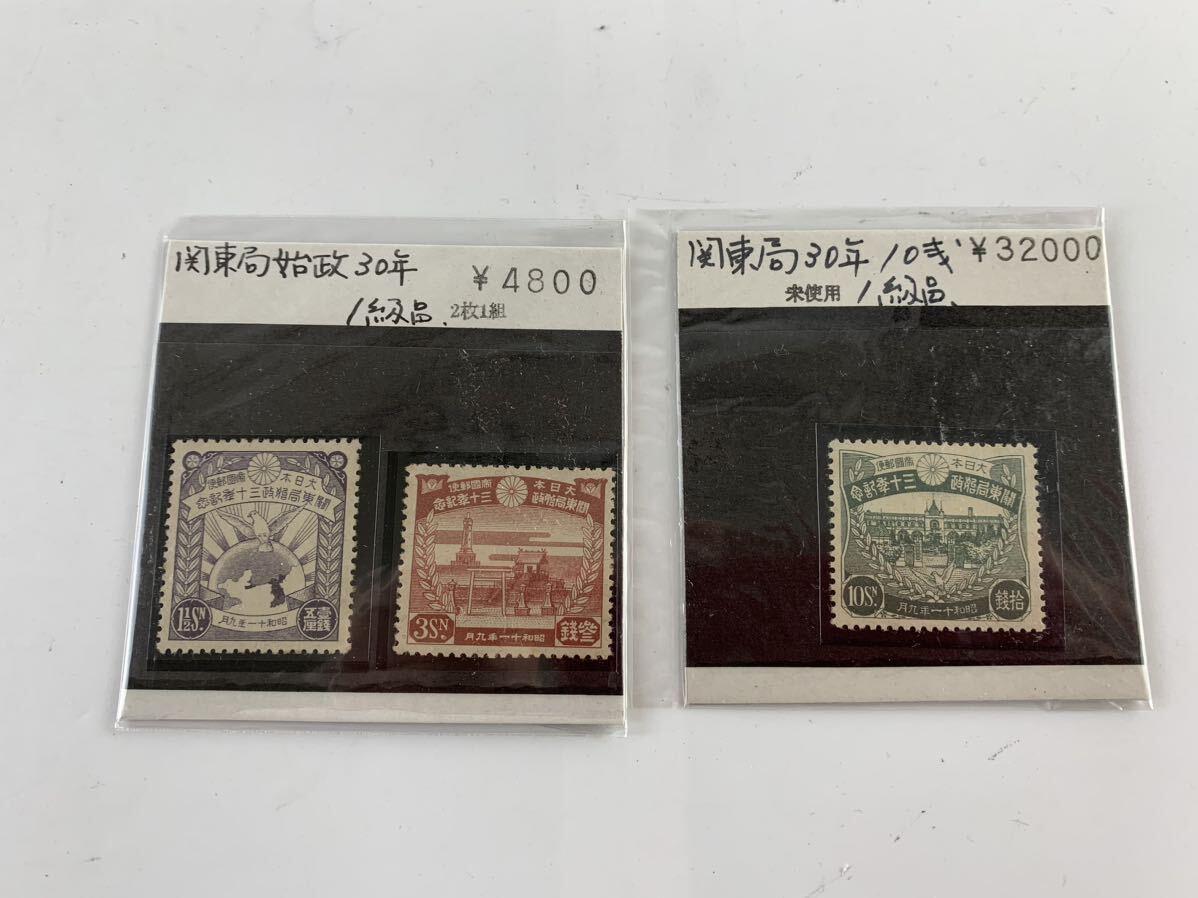 関東局始政30年
¥4800
1級品、
2枚1組
大日本
帝國郵便
關東局始政三十年記念
1½SN
昭和十一年九月
壹錢五厘
大日本
帝國郵便
關東局始政三十年記念
3SN.
昭和十一年九月
参錢
関東局30年 10銭 ¥32000
未使用 1級品、
大日本
帝國郵便
關東局始政三十年記念
10SN.
昭和十一年九月
拾錢